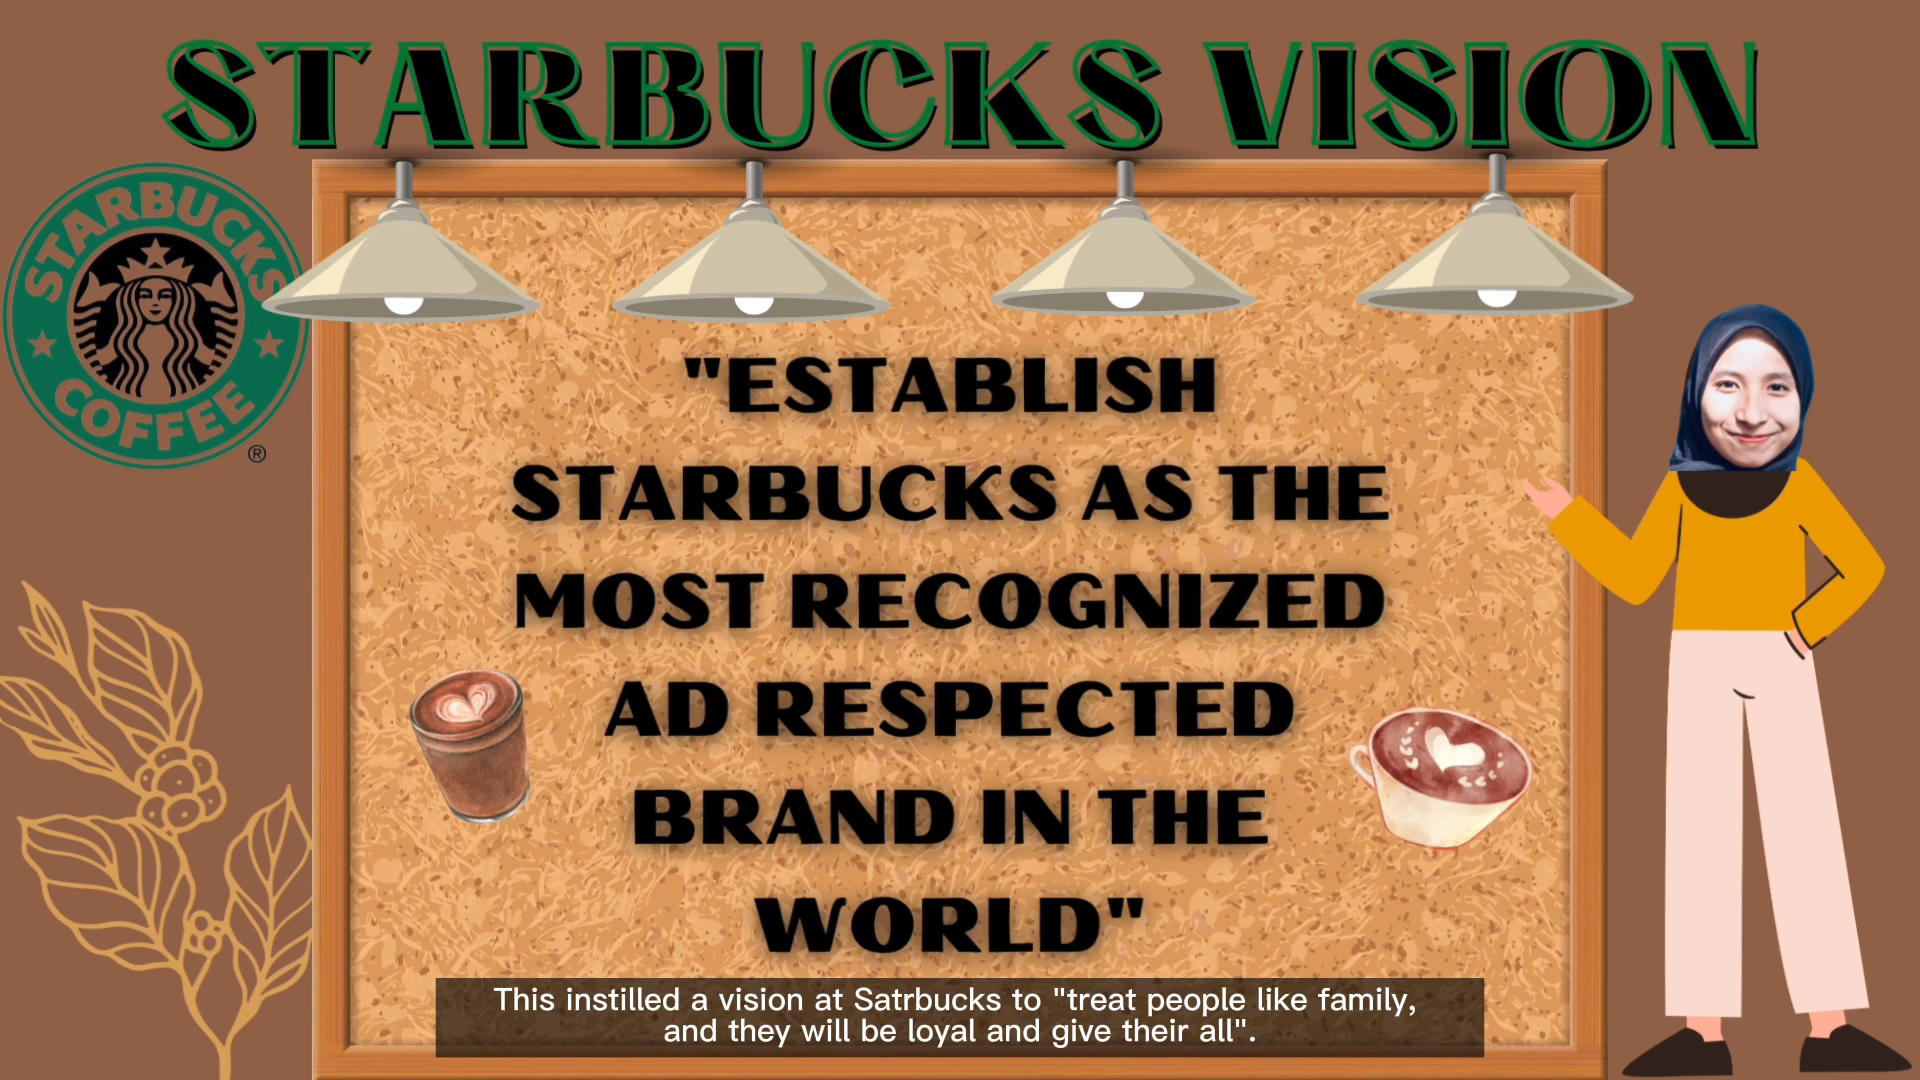 STARBUCKS VISION
STARBUCKS
COFFEE
®
"ESTABLISH
STARBUCKS AS THE
MOST RECOGNIZED
AD RESPECTED
BRAND IN THE
WORLD"
This instilled a vision at Satrbucks to "treat people like family,
and they will be loyal and give their all".